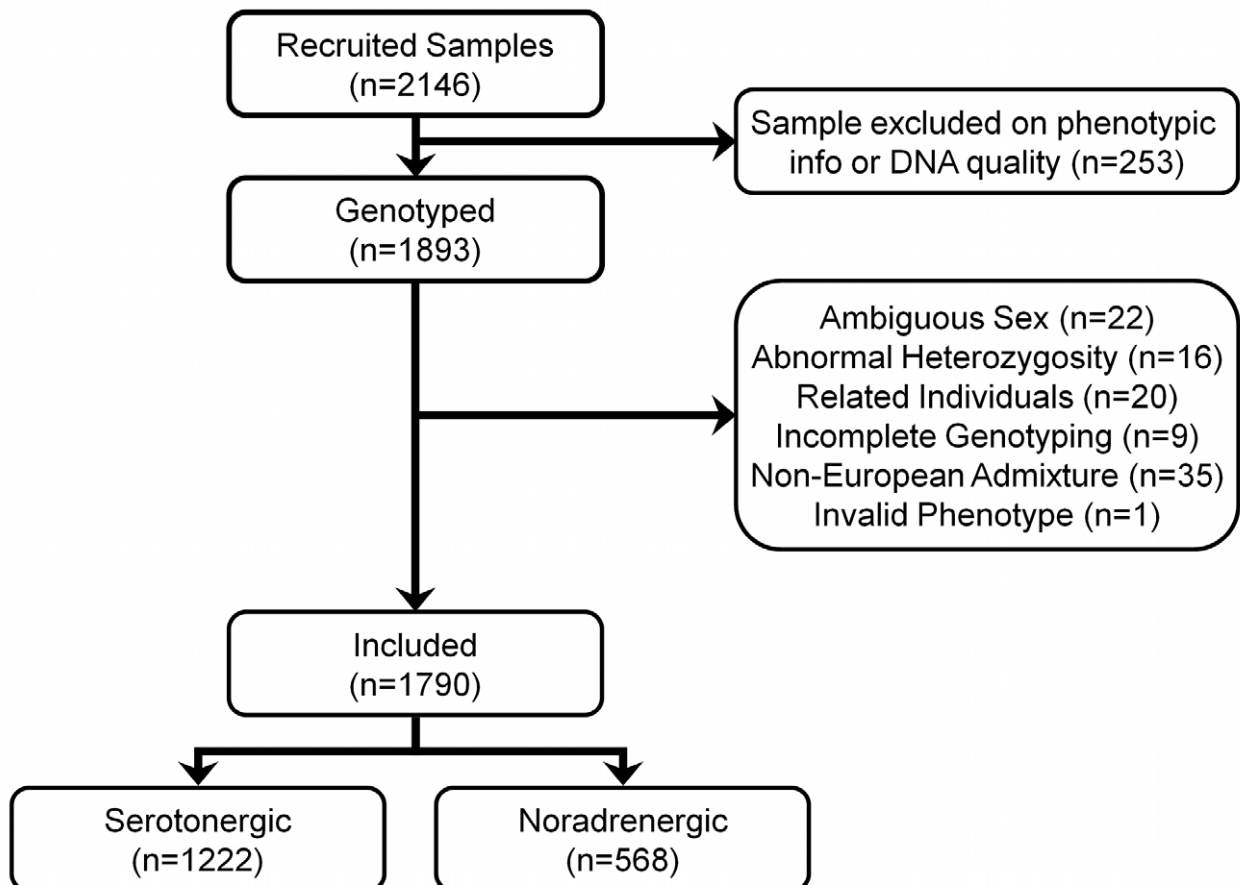 Recruited Samples
(n=2146)
Sample excluded on phenotypic
info or DNA quality (n=253)
Genotyped
(n=1893)
Ambiguous Sex (n=22)
Abnormal Heterozygosity (n=16)
Related Individuals (n=20)
Incomplete Genotyping (n=9)
Non-European Admixture (n=35)
Invalid Phenotype (n=1)
Included
(n=1790)
Serotonergic
(n=1222)
Noradrenergic
(n=568)